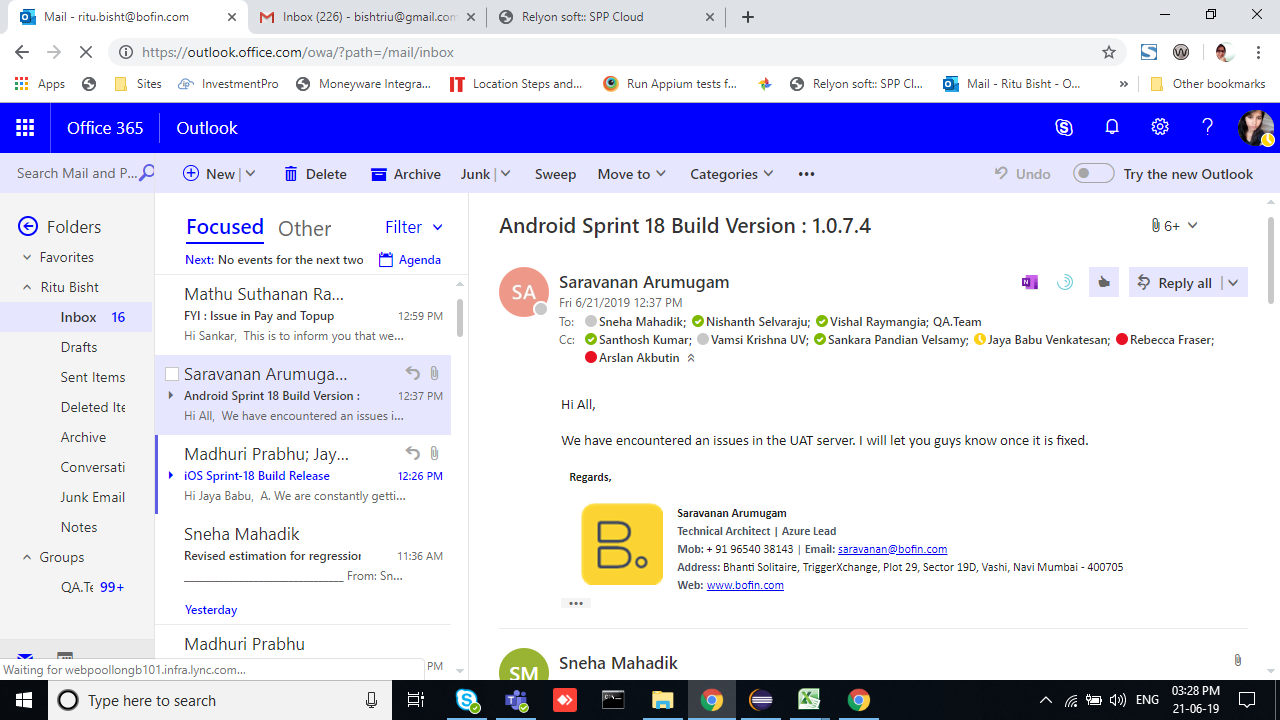 Mail - ritu.bisht@bofin.com
Inbox (226) - bishtriu@gmail.com
Relyon soft:: SPP Cloud
https://outlook.office.com/owa/?path=/mail/inbox
Apps
Sites
InvestmentPro
Moneyware Integra...
Location Steps and...
Run Appium tests f...
Relyon soft:: SPP Cl...
Mail - Ritu Bisht - O...
»
Other bookmarks
Office 365
Outlook
Search Mail and P...
New
Delete
Archive
Junk
Sweep
Move to
Categories
•••
Undo
Try the new Outlook
Folders
Favorites
Ritu Bisht
Inbox 16
Drafts
Sent Items
Deleted Ite
Archive
Conversati
Junk Email
Notes
Groups
QA.Te 99+
Focused
Other
Filter
Next: No events for the next two
Agenda
Mathu Suthanan Ra...
FYI : Issue in Pay and Topup 12:59 PM
Hi Sankar, This is to inform you that we...
Saravanan Arumuga...
Android Sprint 18 Build Version : 12:37 PM
Hi All, We have encountered an issues i...
Madhuri Prabhu; Jay...
iOS Sprint-18 Build Release 12:26 PM
Hi Jaya Babu, A. We are constantly getti...
Sneha Mahadik
Revised estimation for regression 11:36 AM
________________________________ From: Sn...
Yesterday
Madhuri Prabhu
PM
Waiting for webpoollongb101.infra.lync.com...
Android Sprint 18 Build Version : 1.0.7.4
6+
SA
Saravanan Arumugam
Fri 6/21/2019 12:37 PM
Reply all
To: Sneha Mahadik; Nishanth Selvaraju; Vishal Raymangia; QA.Team
Cc: Santhosh Kumar; Vamsi Krishna UV; Sankara Pandian Velsamy; Jaya Babu Venkatesan; Rebecca Fraser;
Arslan Akbutin
Hi All,
We have encountered an issues in the UAT server. I will let you guys know once it is fixed.
Regards,
B.
Saravanan Arumugam
Technical Architect | Azure Lead
Mob: + 91 96540 38143 | Email: saravanan@bofin.com
Address: Bhanti Solitaire, TriggerXchange, Plot 29, Sector 19D, Vashi, Navi Mumbai - 400705
Web: www.bofin.com
•••
SM
Sneha Mahadik
Type here to search
ENG
03:28 PM
21-06-19